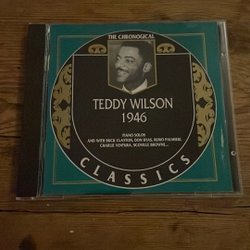 THE CHRONOGICAL
TEDDY WILSON
1946
PIANO SOLOS
AND WITH BUCK CLAYTON, DON BYAS, REMO PALMIERI,
CHARLIE VENTURA, SCOVILLE BROWNE...
CLASSICS